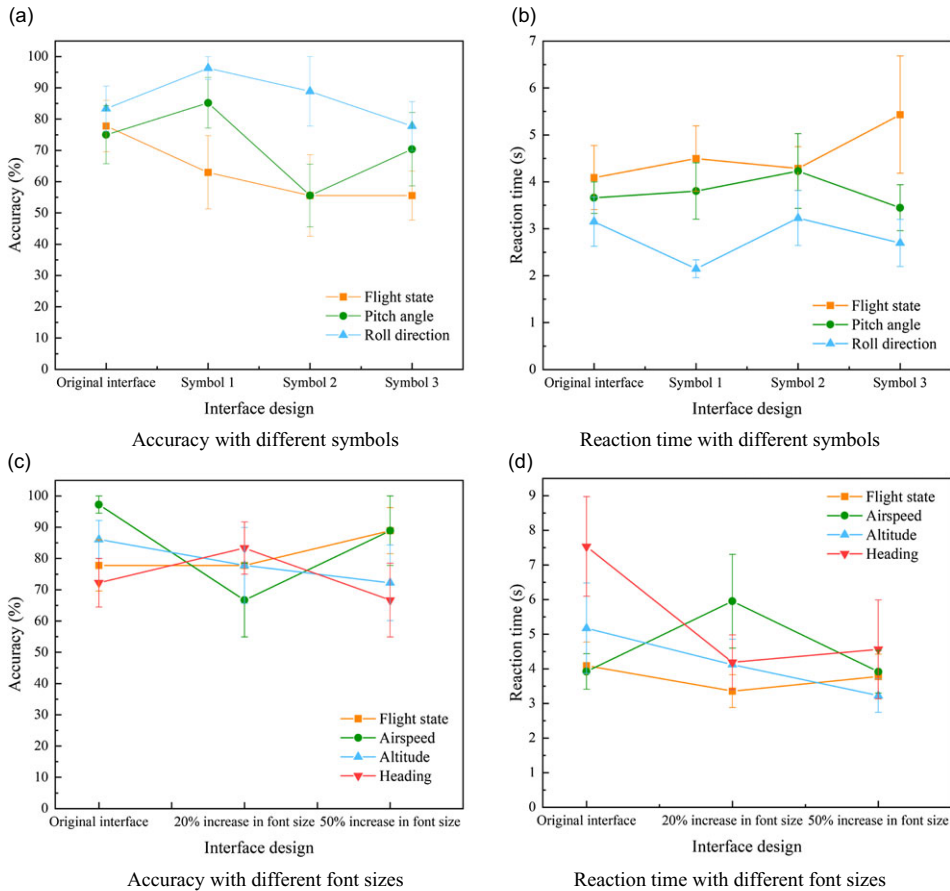 (a)
100
90
80
70
60
50
40
30
20
10
0
Accuracy (%)
Flight state
Pitch angle
Roll direction
Original interface Symbol 1 Symbol 2 Symbol 3
Interface design
Accuracy with different symbols
(b)
7
6
5
4
3
2
1
0
Reaction time (s)
Flight state
Pitch angle
Roll direction
Original interface Symbol 1 Symbol 2 Symbol 3
Interface design
Reaction time with different symbols
(c)
100
90
80
70
60
50
40
30
20
10
0
Accuracy (%)
Flight state
Airspeed
Altitude
Heading
Original interface 20% increase in font size 50% increase in font size
Interface design
Accuracy with different font sizes
(d)
9
8
7
6
5
4
3
2
1
0
Reaction time (s)
Flight state
Airspeed
Altitude
Heading
Original interface 20% increase in font size 50% increase in font size
Interface design
Reaction time with different font sizes